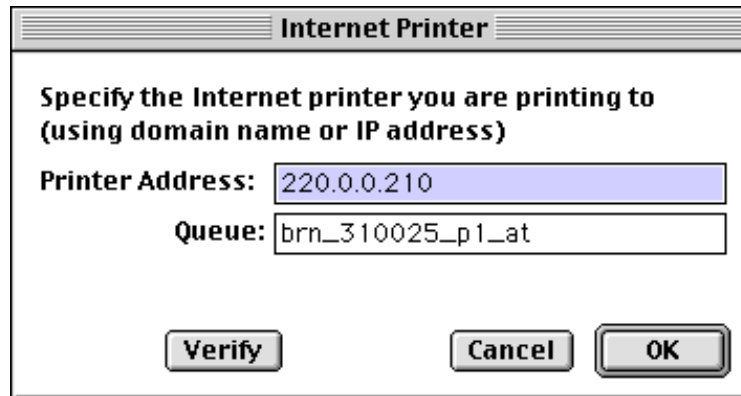 Internet Printer
Specify the Internet printer you are printing to
(using domain name or IP address)
Printer Address: 220.0.0.210
Queue: brn_310025_p1_at
Verify Cancel OK